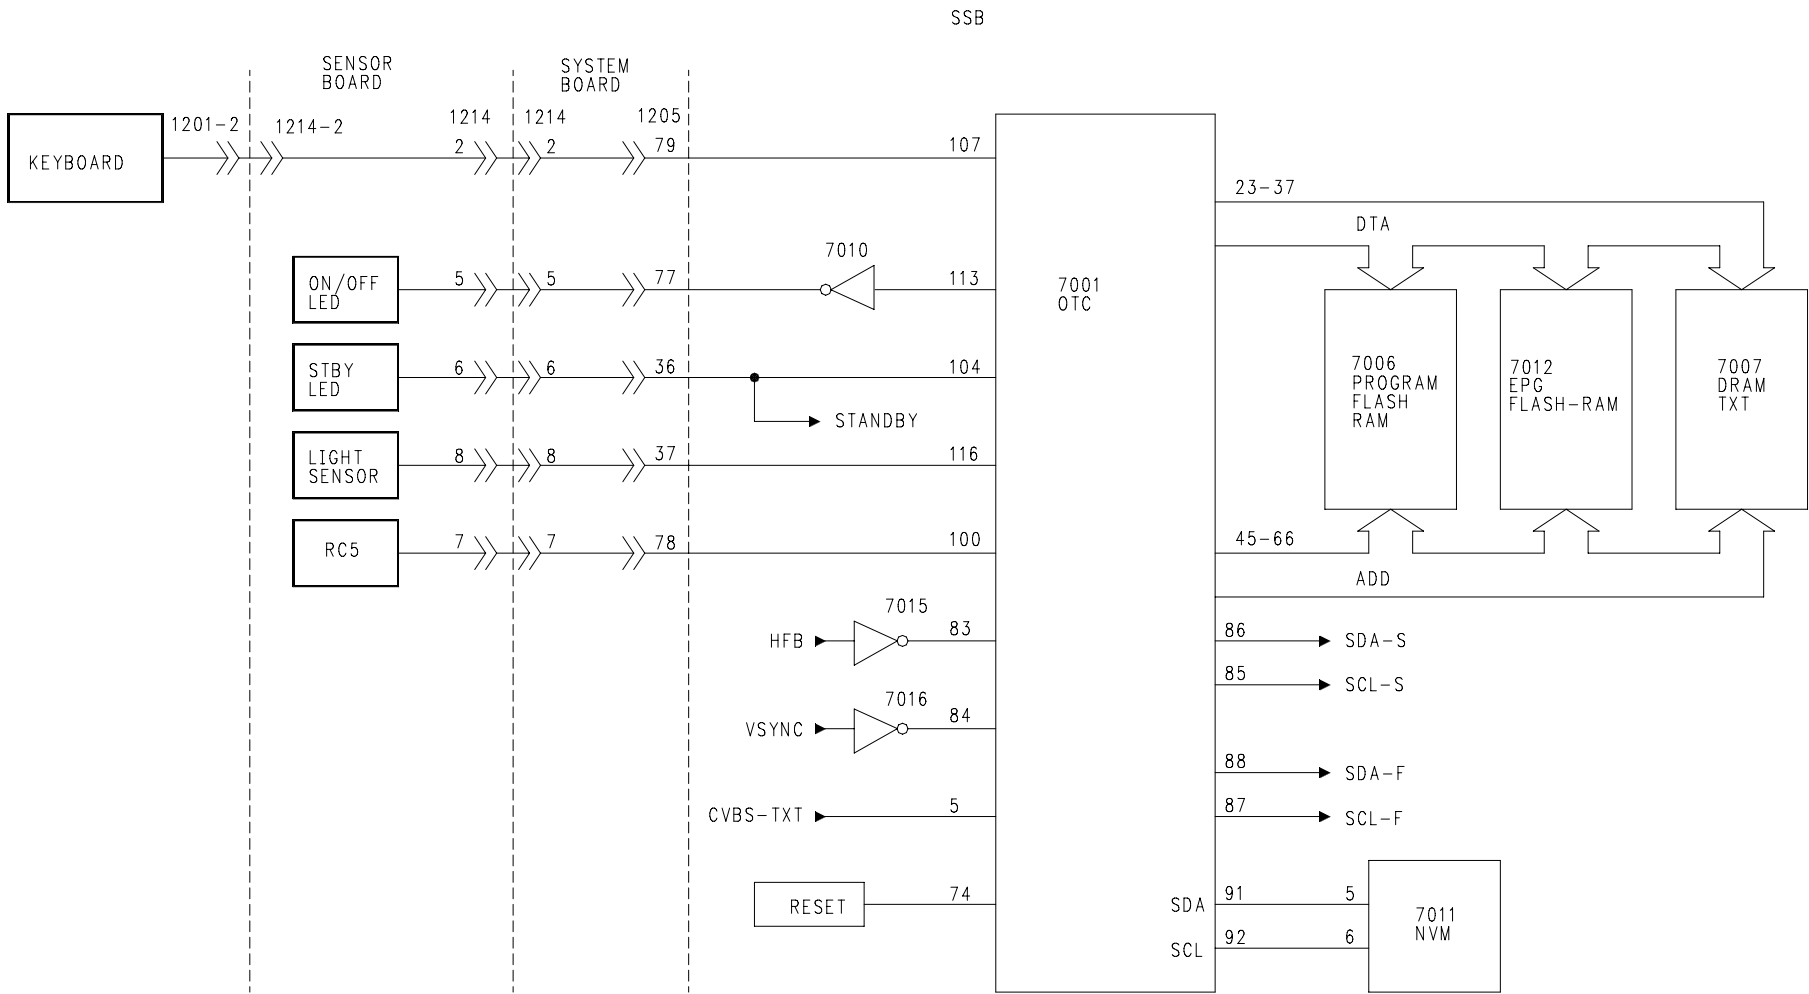 SSB
SENSOR
BOARD
SYSTEM
BOARD
1201-2
1214-2
1214
1214
1205
KEYBOARD
2
2
79
107
23-37
DTA
7010
ON/OFF
LED
5
5
77
113
7001
OTC
STBY
LED
6
6
36
104
STANDBY
7006
PROGRAM
FLASH
RAM
7012
EPG
FLASH-RAM
7007
DRAM
TXT
LIGHT
SENSOR
8
8
37
116
RC5
7
7
78
100
45-66
ADD
7015
HFB
83
86
SDA-S
85
SCL-S
7016
VSYNC
84
88
SDA-F
CVBS-TXT
5
87
SCL-F
RESET
74
SDA
91
5
SCL
92
6
7011
NVM